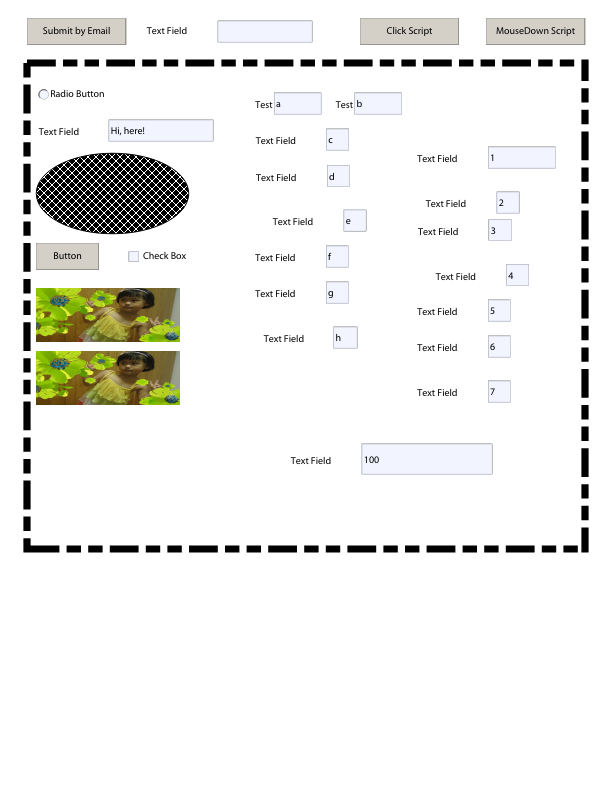 Submit by Email
Text Field
Click Script
MouseDown Script
Radio Button
Text Field Hi, here!
Button
Check Box
Test a Test b
Text Field c
Text Field d
Text Field e
Text Field f
Text Field g
Text Field h
Text Field 1
Text Field 2
Text Field 3
Text Field 4
Text Field 5
Text Field 6
Text Field 7
Text Field 100